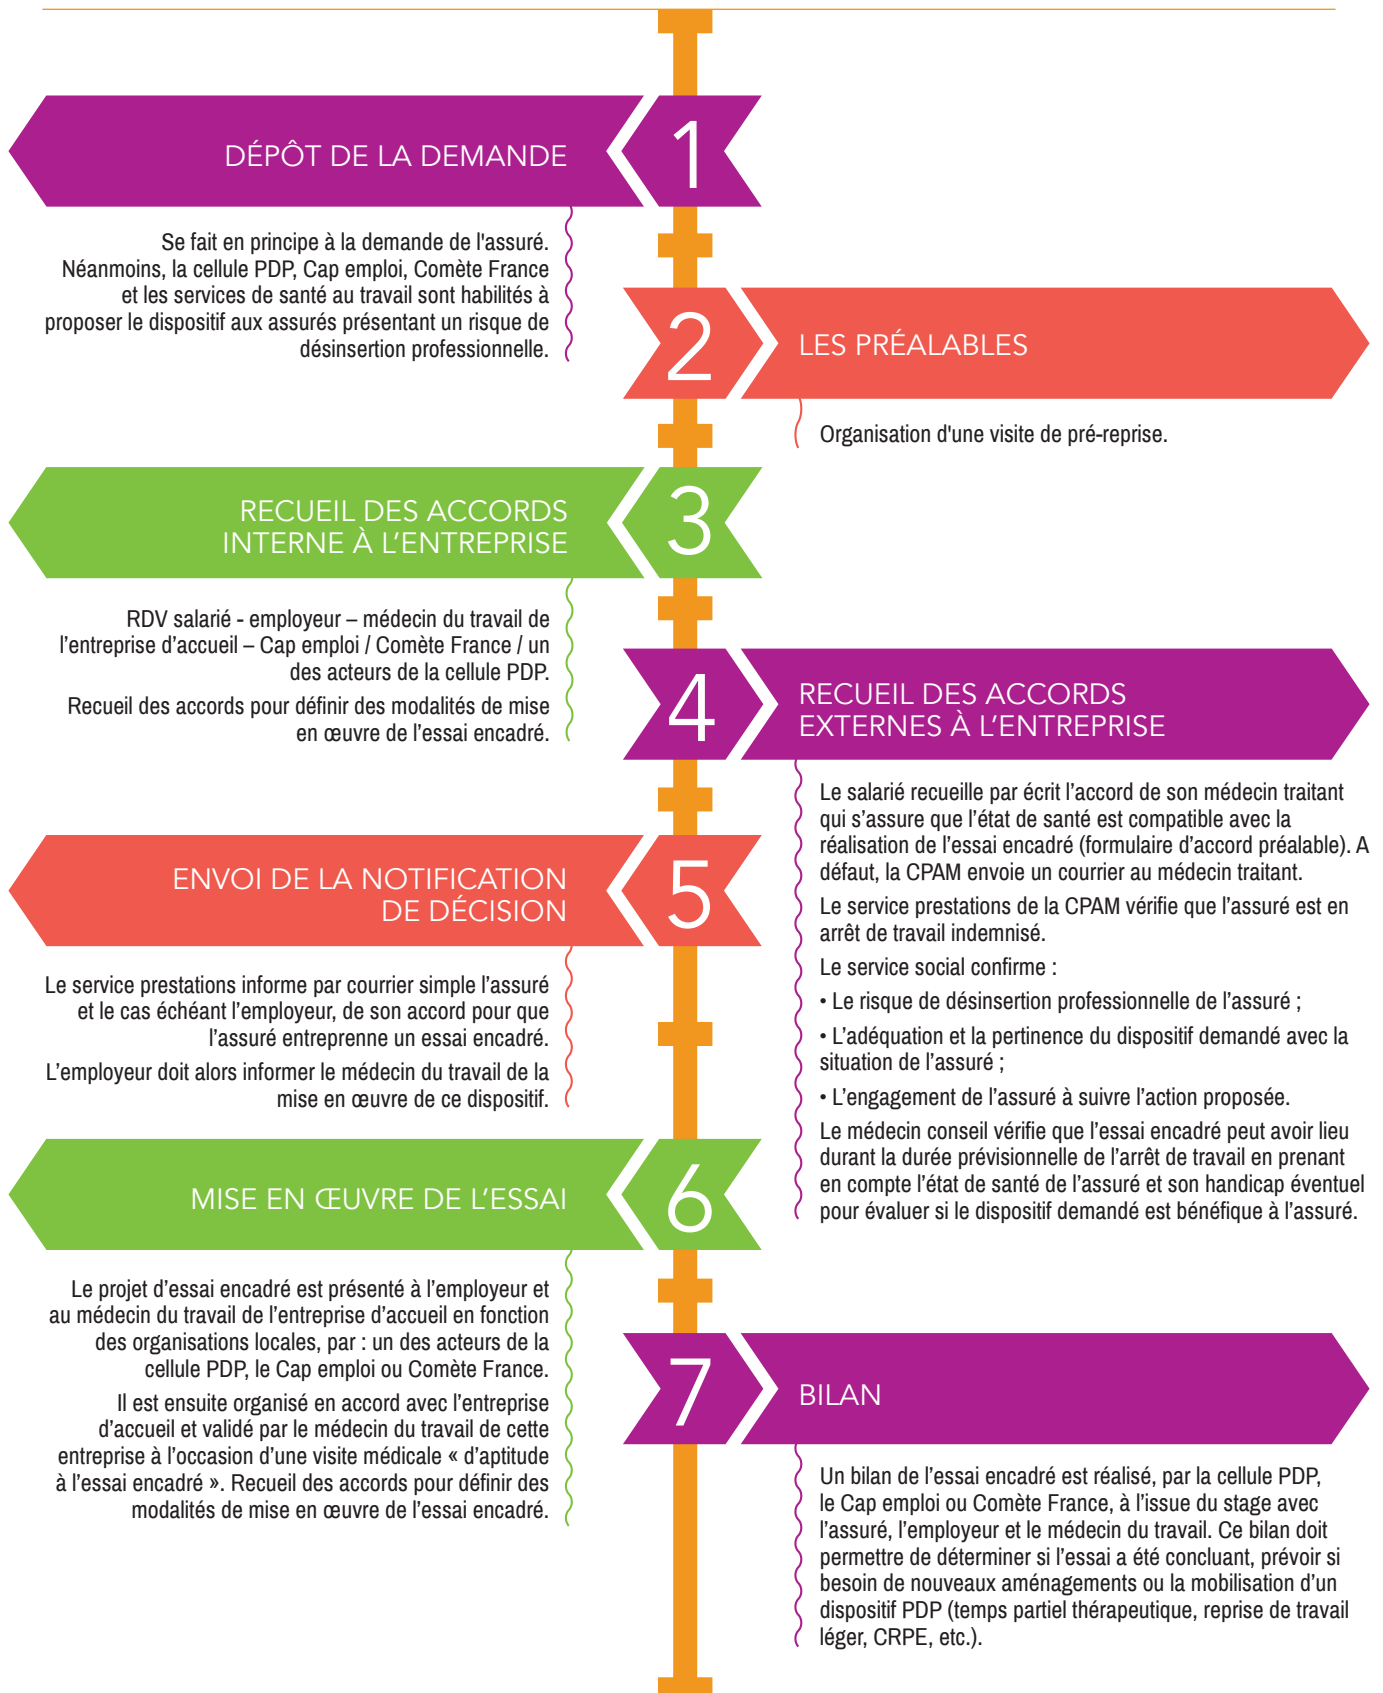 1
DÉPÔT DE LA DEMANDE
Se fait en principe à la demande de l'assuré.
Néanmoins, la cellule PDP, Cap emploi, Comète France
et les services de santé au travail sont habilités à
proposer le dispositif aux assurés présentant un risque de
désinsertion professionnelle.
2
LES PRÉALABLES
Organisation d'une visite de pré-reprise.
3
RECUEIL DES ACCORDS
INTERNE À L’ENTREPRISE
RDV salarié - employeur – médecin du travail de
l’entreprise d’accueil – Cap emploi / Comète France / un
des acteurs de la cellule PDP.
Recueil des accords pour définir des modalités de mise
en œuvre de l’essai encadré.
4
RECUEIL DES ACCORDS
EXTERNES À L’ENTREPRISE
Le salarié recueille par écrit l’accord de son médecin traitant
qui s’assure que l’état de santé est compatible avec la
réalisation de l’essai encadré (formulaire d’accord préalable). A
défaut, la CPAM envoie un courrier au médecin traitant.
Le service prestations de la CPAM vérifie que l’assuré est en
arrêt de travail indemnisé.
Le service social confirme :
• Le risque de désinsertion professionnelle de l’assuré ;
• L’adéquation et la pertinence du dispositif demandé avec la
situation de l’assuré ;
• L’engagement de l’assuré à suivre l’action proposée.
Le médecin conseil vérifie que l’essai encadré peut avoir lieu
durant la durée prévisionnelle de l’arrêt de travail en prenant
en compte l’état de santé de l’assuré et son handicap éventuel
pour évaluer si le dispositif demandé est bénéfique à l’assuré.
5
ENVOI DE LA NOTIFICATION
DE DÉCISION
Le service prestations informe par courrier simple l’assuré
et le cas échéant l’employeur, de son accord pour que
l’assuré entreprenne un essai encadré.
L’employeur doit alors informer le médecin du travail de la
mise en œuvre de ce dispositif.
6
MISE EN ŒUVRE DE L’ESSAI
Le projet d’essai encadré est présenté à l’employeur et
au médecin du travail de l’entreprise d’accueil en fonction
des organisations locales, par : un des acteurs de la
cellule PDP, le Cap emploi ou Comète France.
Il est ensuite organisé en accord avec l’entreprise
d’accueil et validé par le médecin du travail de cette
entreprise à l’occasion d’une visite médicale « d’aptitude
à l’essai encadré ». Recueil des accords pour définir des
modalités de mise en œuvre de l’essai encadré.
7
BILAN
Un bilan de l’essai encadré est réalisé, par la cellule PDP,
le Cap emploi ou Comète France, à l’issue du stage avec
l’assuré, l’employeur et le médecin du travail. Ce bilan doit
permettre de déterminer si l’essai a été concluant, prévoir si
besoin de nouveaux aménagements ou la mobilisation d’un
dispositif PDP (temps partiel thérapeutique, reprise de travail
léger, CRPE, etc.).